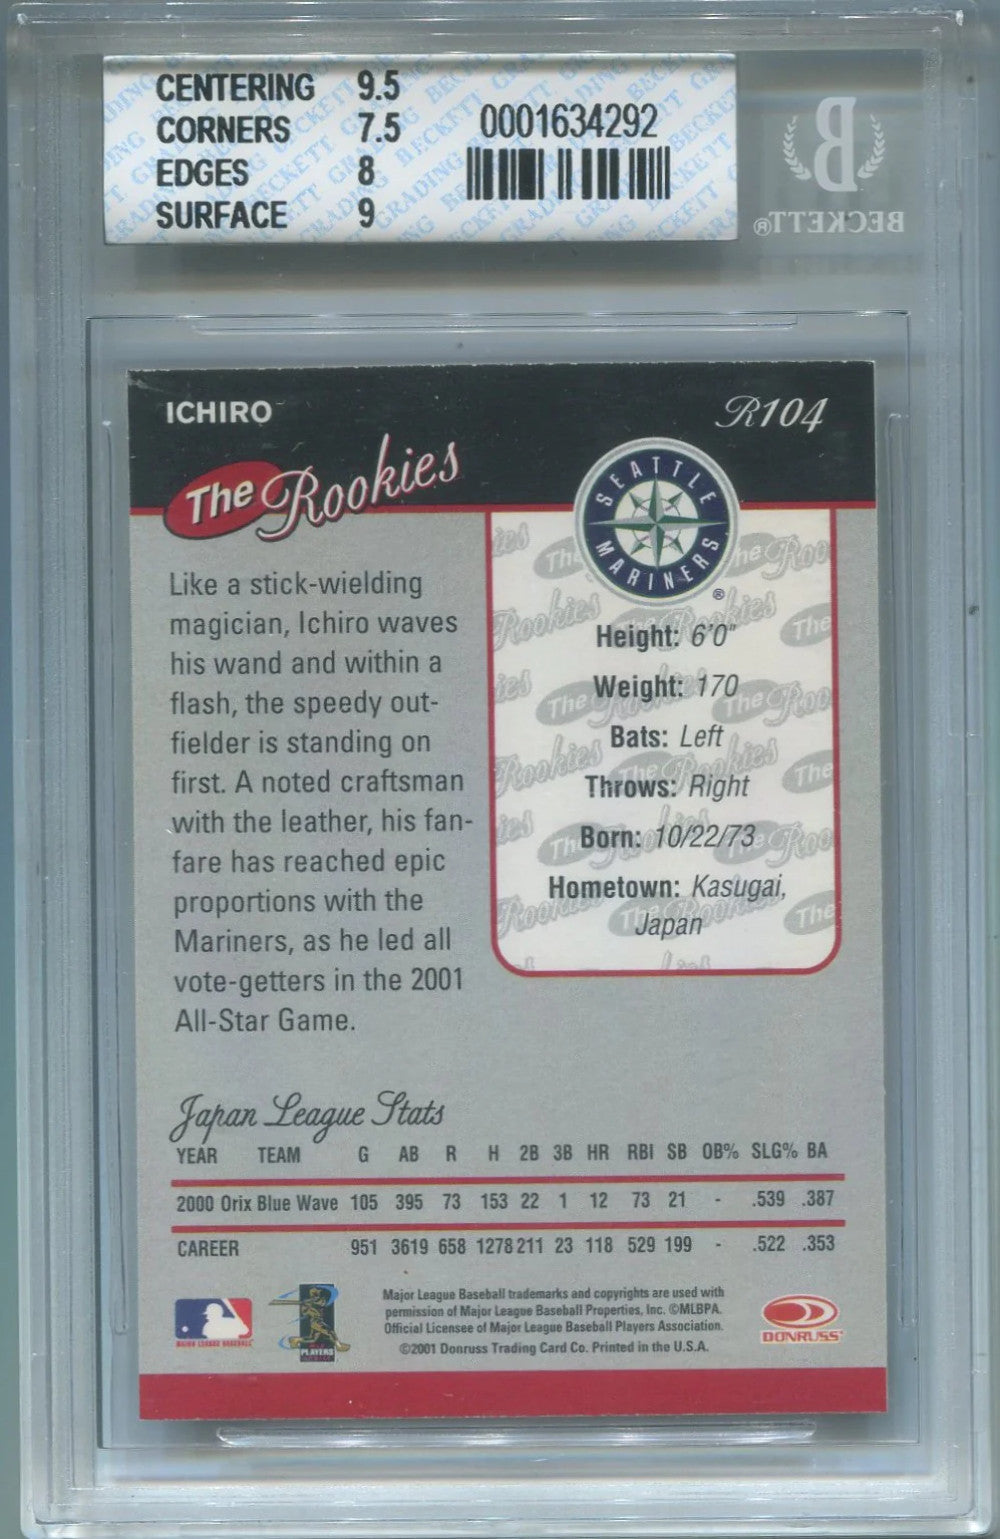 CENTERING 9.5
CORNERS 7.5
EDGES 8
SURFACE 9
0001634292
BECKETT®
ICHIRO
R104
The Rookies
SEATTLE MARINERS ®
Like a stick-wielding
magician, Ichiro waves
his wand and within a
flash, the speedy out-
fielder is standing on
first. A noted craftsman
with the leather, his fan-
fare has reached epic
proportions with the
Mariners, as he led all
vote-getters in the 2001
All-Star Game.
Height: 6'0"
Weight: 170
Bats: Left
Throws: Right
Born: 10/22/73
Hometown: Kasugai,
Japan
Japan League Stats
YEAR TEAM G AB R H 2B 3B HR RBI SB OB% SLG% BA
2000 Orix Blue Wave 105 395 73 153 22 1 12 73 21 - .539 .387
CAREER 951 3619 658 1278 211 23 118 529 199 - .522 .353
Major League Baseball trademarks and copyrights are used with
permission of Major League Baseball Properties, Inc. ©MLBPA.
Official Licensee of Major League Baseball Players Association.
©2001 Donruss Trading Card Co. Printed in the U.S.A.
MAJOR LEAGUE BASEBALL
PLAYERS
DONRUSS